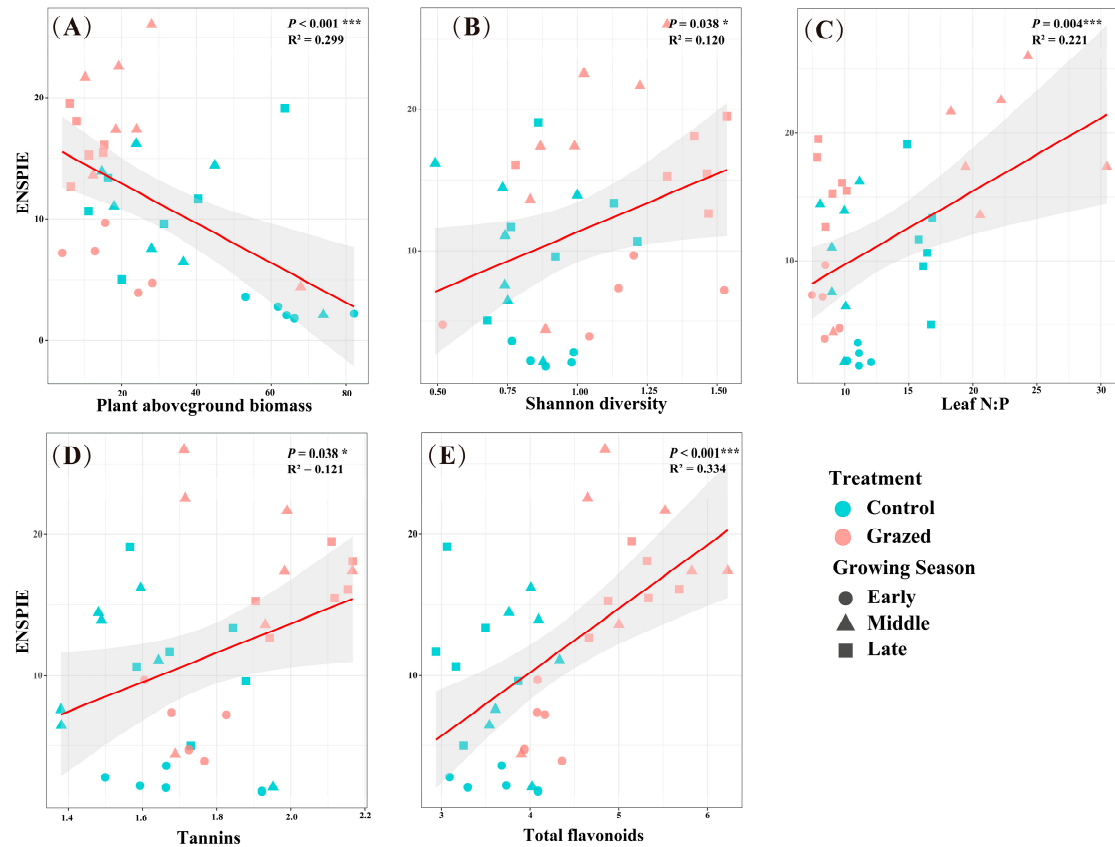 (A)
P < 0.001 ***
R² = 0.299
ENSPIE
20
10
0
20
40
60
80
Plant aboveground biomass
(B)
P = 0.038 *
R² = 0.120
20
10
0.50
0.75
1.00
1.25
1.50
Shannon diversity
(C)
P = 0.004***
R² = 0.221
20
10
10
15
20
25
30
Leaf N:P
(D)
P = 0.038 *
R² = 0.121
ENSPIE
20
10
1.4
1.6
1.8
2.0
2.2
Tannins
(E)
P < 0.001***
R² = 0.334
20
10
3
4
5
6
Total flavonoids
Treatment
Control
Grazed
Growing Season
Early
Middle
Late